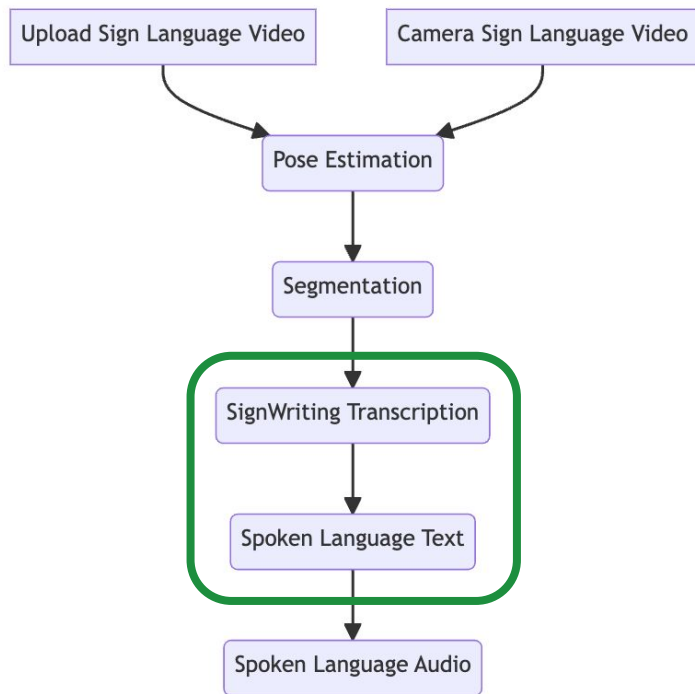 Upload Sign Language Video
Camera Sign Language Video
Pose Estimation
Segmentation
SignWriting Transcription
Spoken Language Text
Spoken Language Audio